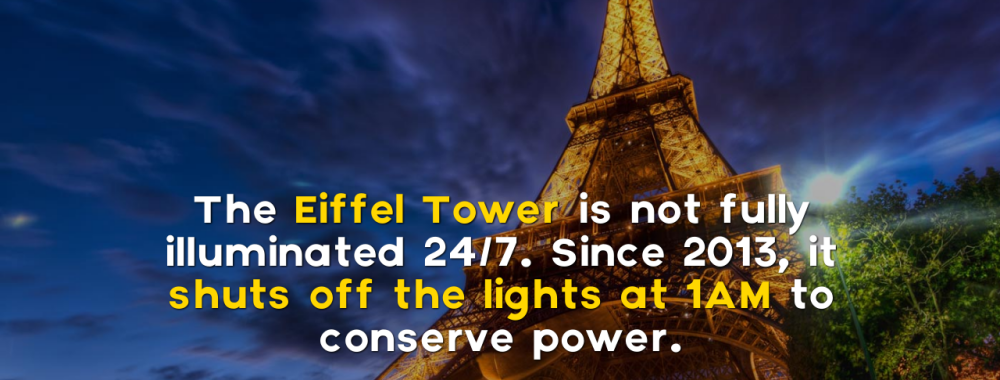 The Eiffel Tower is not fully
illuminated 24/7. Since 2013, it
shuts off the lights at 1AM to
conserve power.